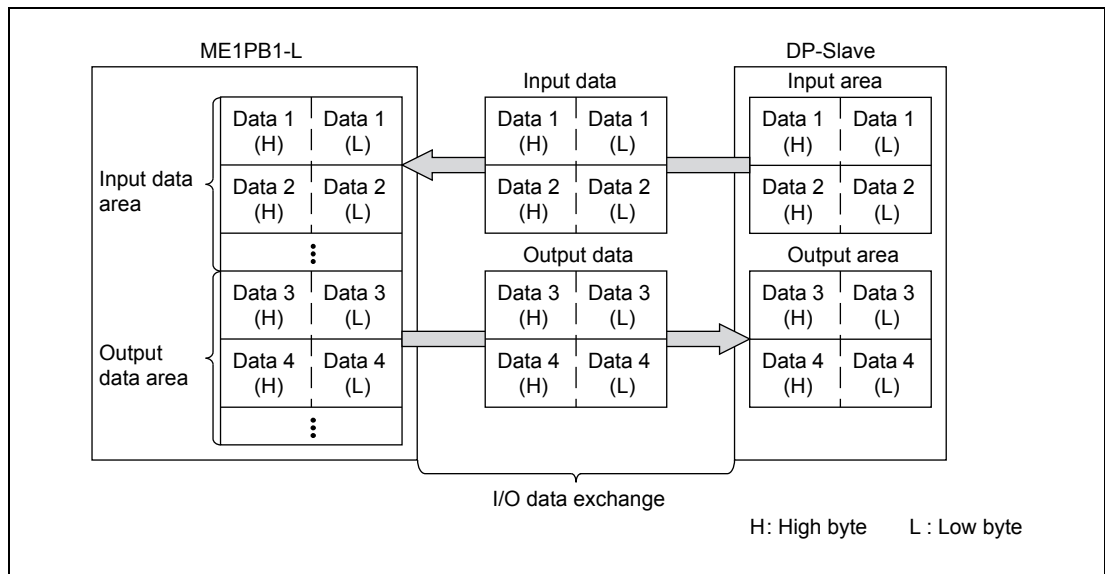 ME1PB1-L
DP-Slave
Input data
Input area
Data 1 (H) Data 1 (L)
Data 2 (H) Data 2 (L)
Input data area
Data 1 (H) Data 1 (L)
Data 2 (H) Data 2 (L)
Data 1 (H) Data 1 (L)
Data 2 (H) Data 2 (L)
Output data
Output area
Data 3 (H) Data 3 (L)
Data 4 (H) Data 4 (L)
Output data area
Data 3 (H) Data 3 (L)
Data 4 (H) Data 4 (L)
Data 3 (H) Data 3 (L)
Data 4 (H) Data 4 (L)
I/O data exchange
H: High byte L : Low byte